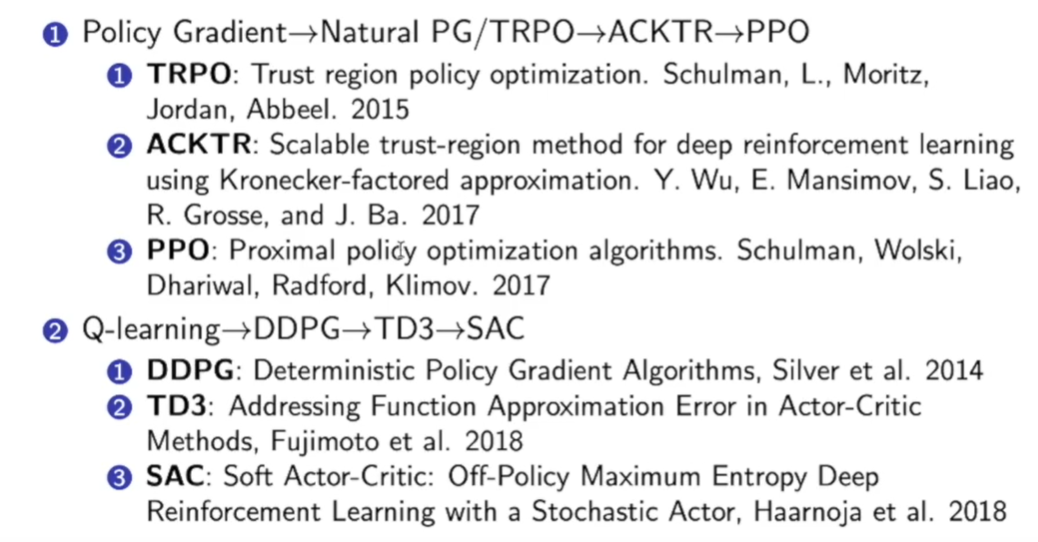 1 Policy Gradient→Natural PG/TRPO→ACKTR→PPO
1 TRPO: Trust region policy optimization. Schulman, L., Moritz,
Jordan, Abbeel. 2015
2 ACKTR: Scalable trust-region method for deep reinforcement learning
using Kronecker-factored approximation. Y. Wu, E. Mansimov, S. Liao,
R. Grosse, and J. Ba. 2017
3 PPO: Proximal policy optimization algorithms. Schulman, Wolski,
Dhariwal, Radford, Klimov. 2017
2 Q-learning→DDPG→TD3→SAC
1 DDPG: Deterministic Policy Gradient Algorithms, Silver et al. 2014
2 TD3: Addressing Function Approximation Error in Actor-Critic
Methods, Fujimoto et al. 2018
3 SAC: Soft Actor-Critic: Off-Policy Maximum Entropy Deep
Reinforcement Learning with a Stochastic Actor, Haarnoja et al. 2018